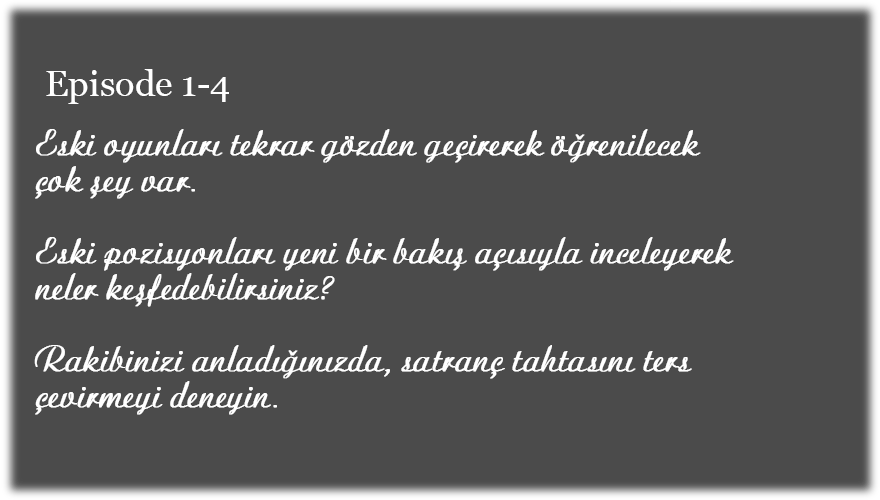 Episode 1-4
Eski oyunları tekrar gözden geçirerek öğrenilecek
çok şey var.
Eski pozisyonları yeni bir bakış açısıyla inceleyerek
neler keşfedebilirsiniz?
Rakibinizi anladığınızda, satranç tahtasını ters
çevirmeyi deneyin.